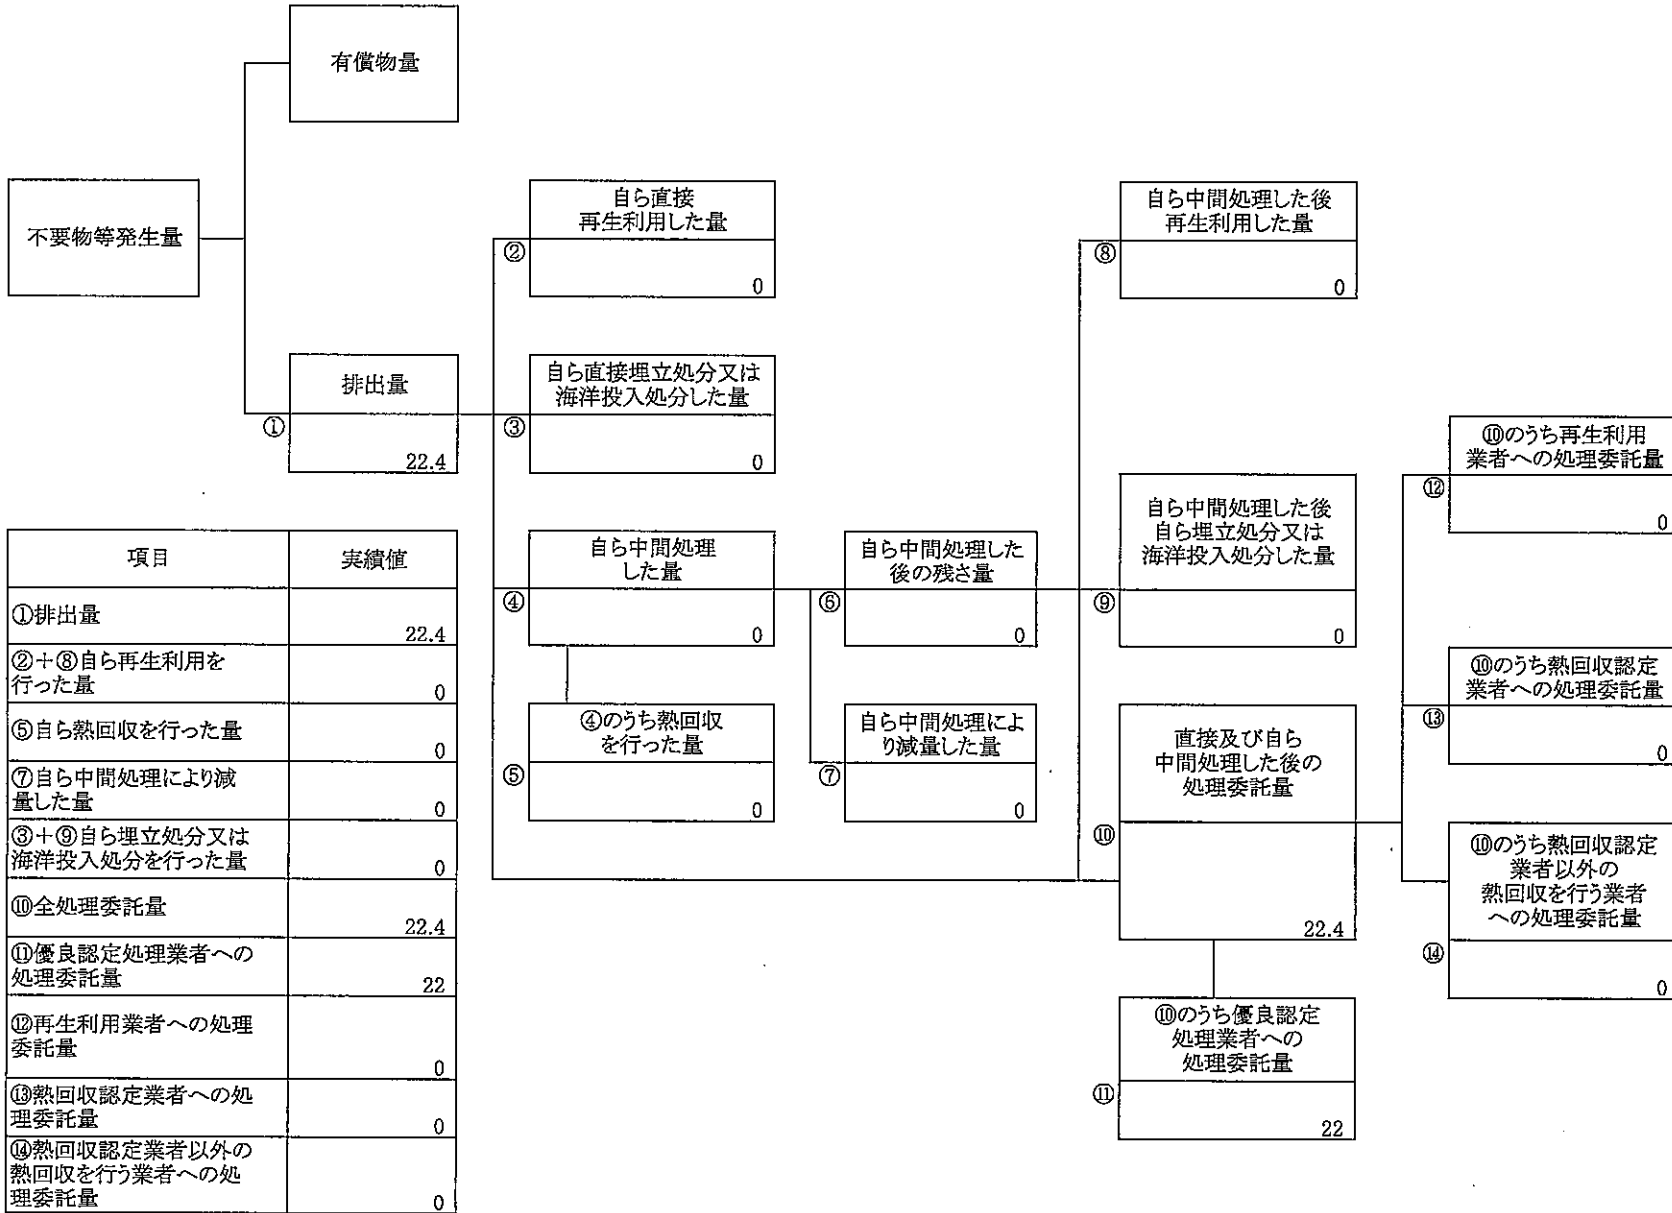 有償物量
不要物等発生量
排出量
①
22.4
自ら直接
再生利用した量
②
0
自ら直接埋立処分又は
海洋投入処分した量
③
0
自ら中間処理
した量
④
0
④のうち熱回収
を行った量
⑤
0
自ら中間処理した
後の残さ量
⑥
0
自ら中間処理によ
り減量した量
⑦
0
自ら中間処理した後
再生利用した量
⑧
0
自ら中間処理した後
自ら埋立処分又は
海洋投入処分した量
⑨
0
直接及び自ら
中間処理した後の
処理委託量
⑩
22.4
⑩のうち優良認定
処理業者への
処理委託量
⑪
22
⑩のうち再生利用
業者への処理委託量
⑫
0
⑩のうち熱回収認定
業者への処理委託量
⑬
0
⑩のうち熱回収認定
業者以外の
熱回収を行う業者
への処理委託量
⑭
0
項目 実績値
①排出量
22.4
②+⑧自ら再生利用を
行った量
0
⑤自ら熱回収を行った量
0
⑦自ら中間処理により減
量した量
0
③+⑨自ら埋立処分又は
海洋投入処分を行った量
0
⑩全処理委託量
22.4
⑪優良認定処理業者への
処理委託量
22
⑫再生利用業者への処理
委託量
0
⑬熱回収認定業者への処
理委託量
0
⑭熱回収認定業者以外の
熱回収を行う業者への処
理委託量
0